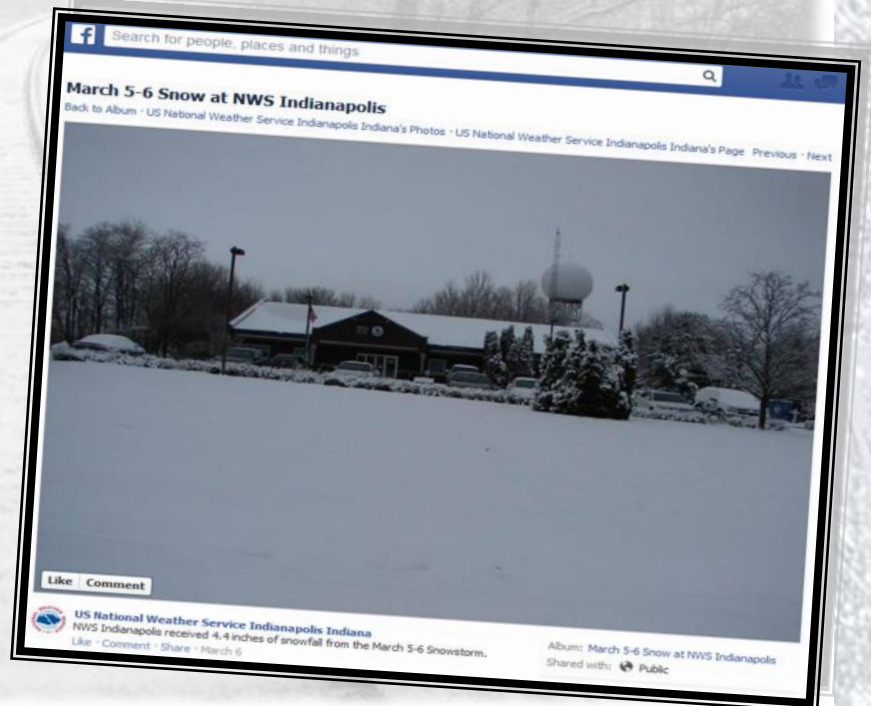 f
Search for people, places and things
March 5-6 Snow at NWS Indianapolis
Back to Album · US National Weather Service Indianapolis Indiana's Photos · US National Weather Service Indianapolis Indiana's Page Previous · Next
Like Comment
US National Weather Service Indianapolis Indiana
NWS Indianapolis received 4.4 inches of snowfall from the March 5-6 Snowstorm.
Like · Comment · Share · March 6
Album: March 5-6 Snow at NWS Indianapolis
Shared with: Public